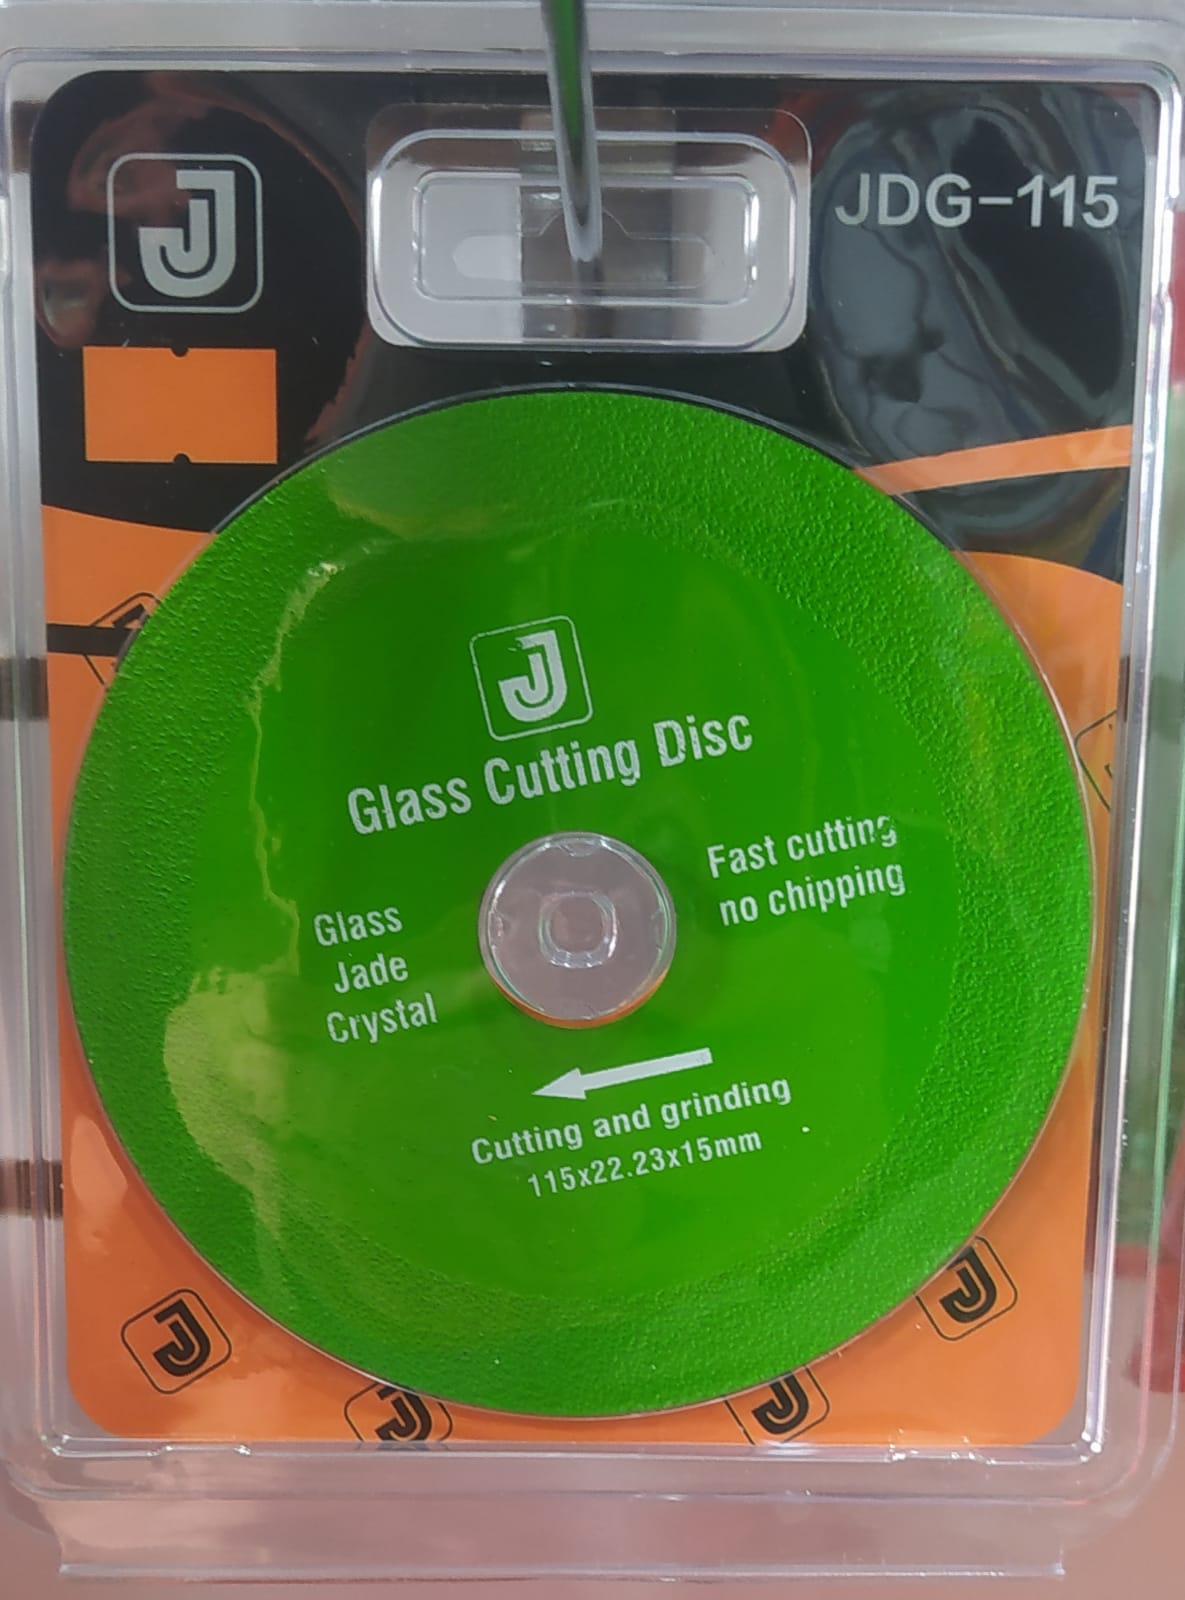 J
JDG-115
J
Glass Cutting Disc
Fast cutting
no chipping
Glass
Jade
Crystal
Cutting and grinding
115x22.23x15mm
J
J
J
J